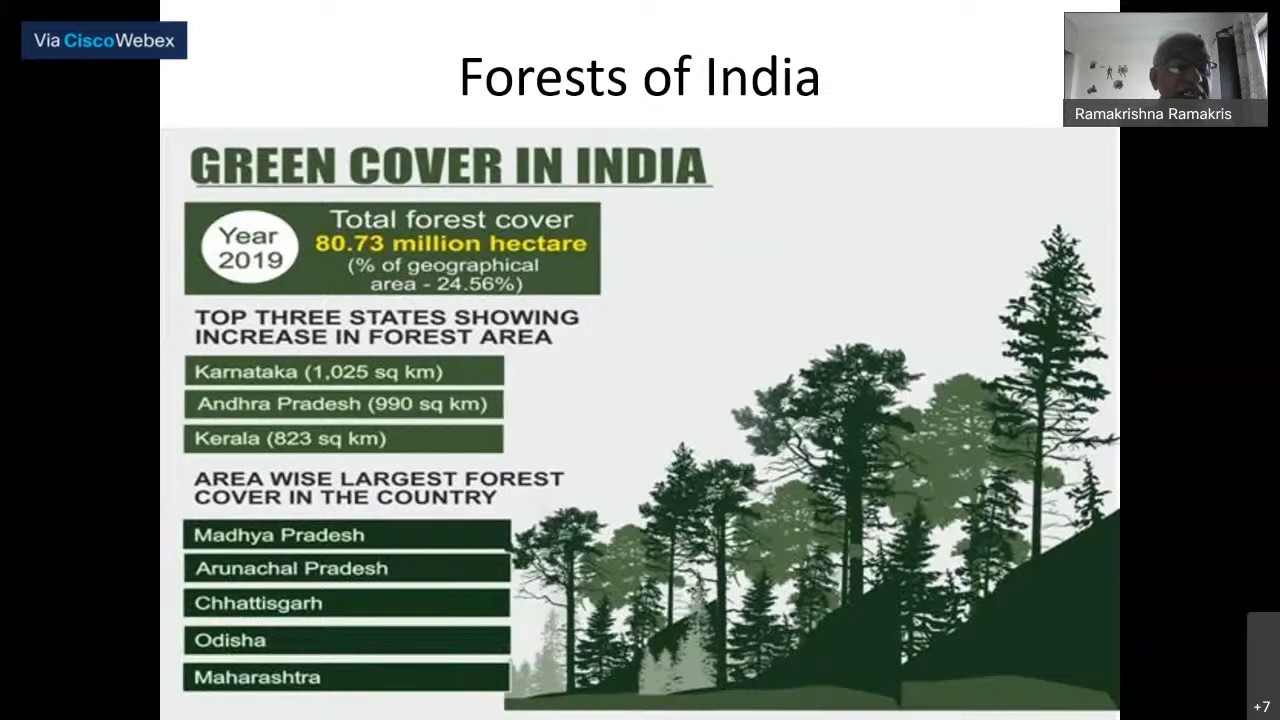 Via Cisco Webex
Forests of India
Ramakrishna Ramakris
GREEN COVER IN INDIA
Year
2019
Total forest cover
80.73 million hectare
(% of geographical
area - 24.56%)
TOP THREE STATES SHOWING
INCREASE IN FOREST AREA
Karnataka (1,025 sq km)
Andhra Pradesh (990 sq km)
Kerala (823 sq km)
AREA WISE LARGEST FOREST
COVER IN THE COUNTRY
Madhya Pradesh
Arunachal Pradesh
Chhattisgarh
Odisha
Maharashtra
+7